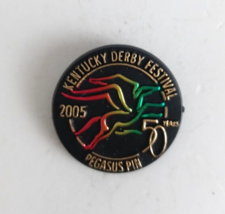 KENTUCKY DERBY FESTIVAL
2005
50
YEARS
PEGASUS PIN